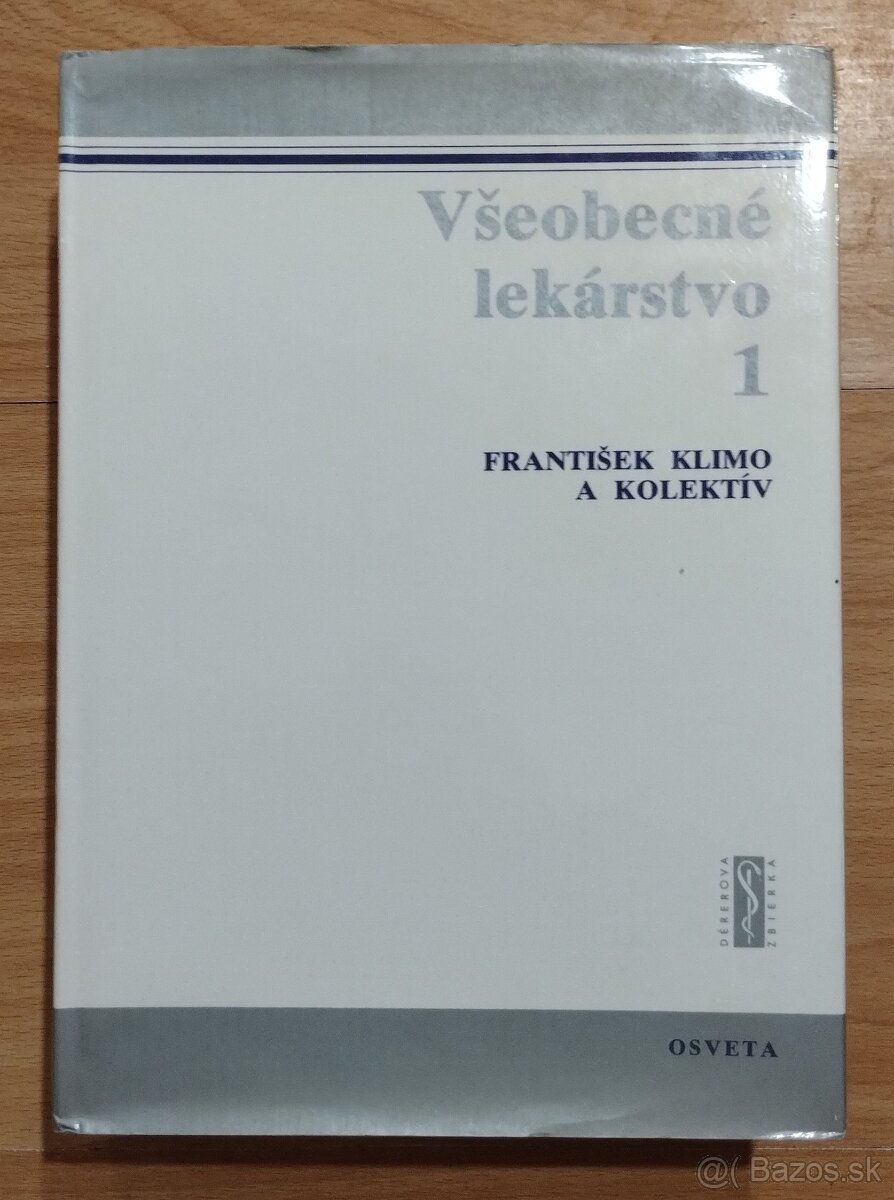 Všeobecné
lekárstvo
1
FRANTIŠEK KLIMO
A KOLEKTÍV
DÉREROVA
ZBIERKA
OSVETA
@( Bazos.sk